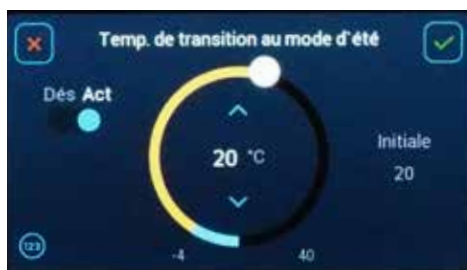 Temp. de transition au mode d'été
Dés Act
20 °C
Initiale
20
123
-4
40